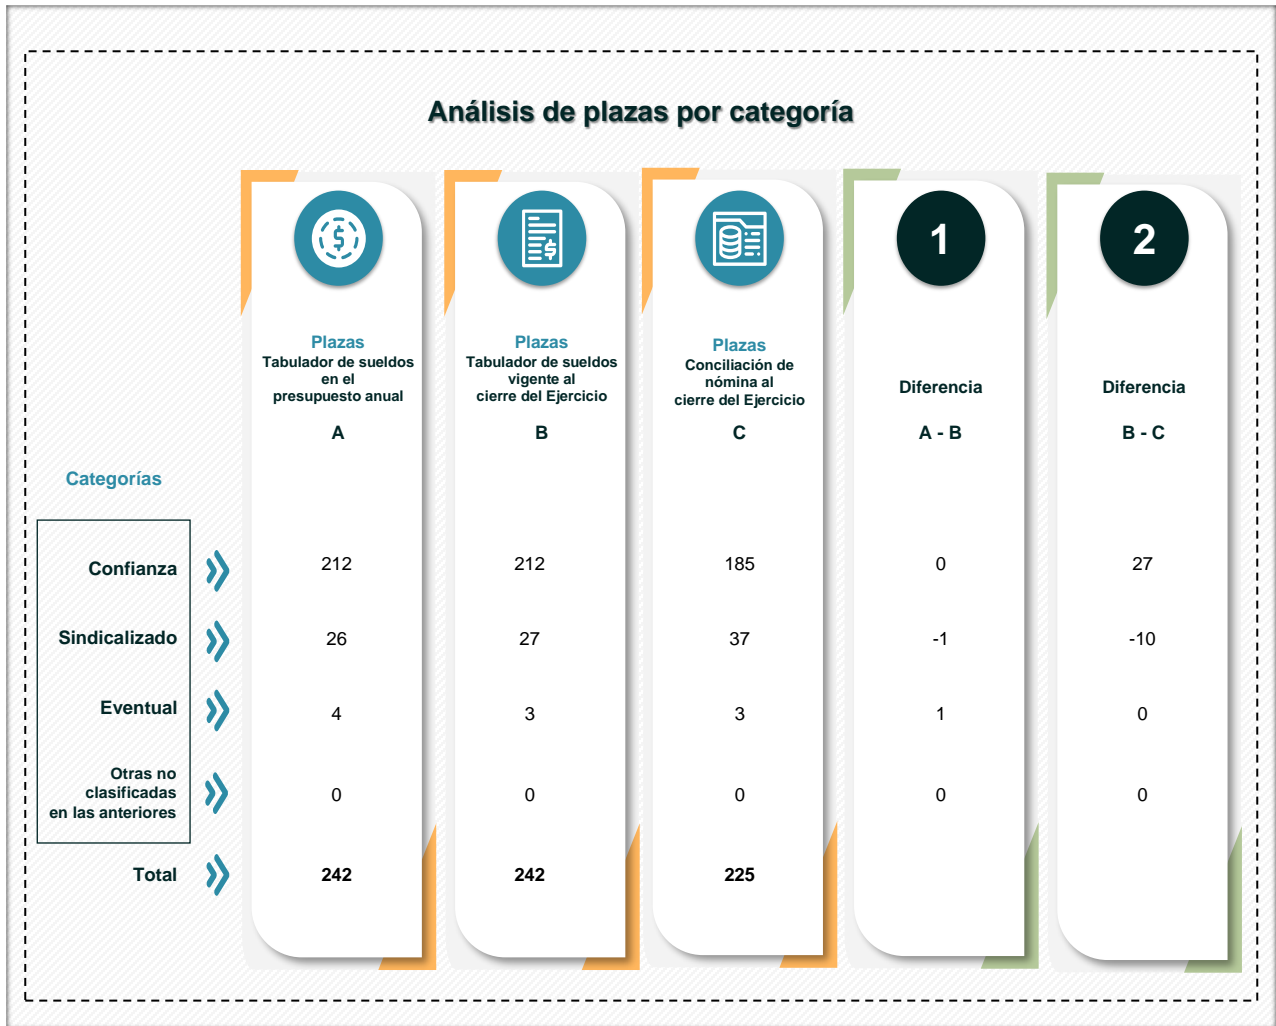 Análisis de plazas por categoría
1
2
Plazas
Tabulador de sueldos
en el
presupuesto anual
A
Plazas
Tabulador de sueldos
vigente al
cierre del Ejercicio
B
Plazas
Conciliación de
nómina al
cierre del Ejercicio
C
Diferencia
A - B
Diferencia
B - C
Categorías
Confianza 212 212 185 0 27
Sindicalizado 26 27 37 -1 -10
Eventual 4 3 3 1 0
Otras no
clasificadas
en las anteriores
0 0 0 0 0
Total 242 242 225